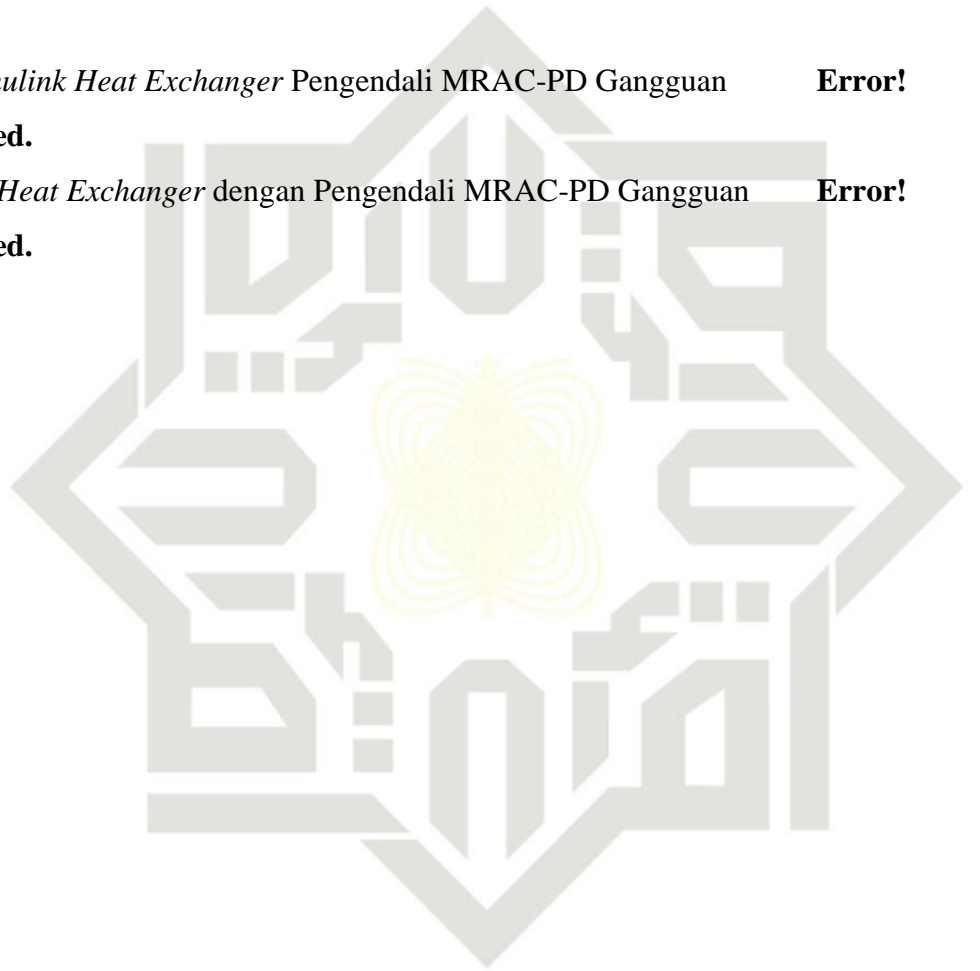 ulink Heat Exchanger Pengendali MRAC-PD Gangguan Error!
ed.
Heat Exchanger dengan Pengendali MRAC-PD Gangguan Error!
ed.